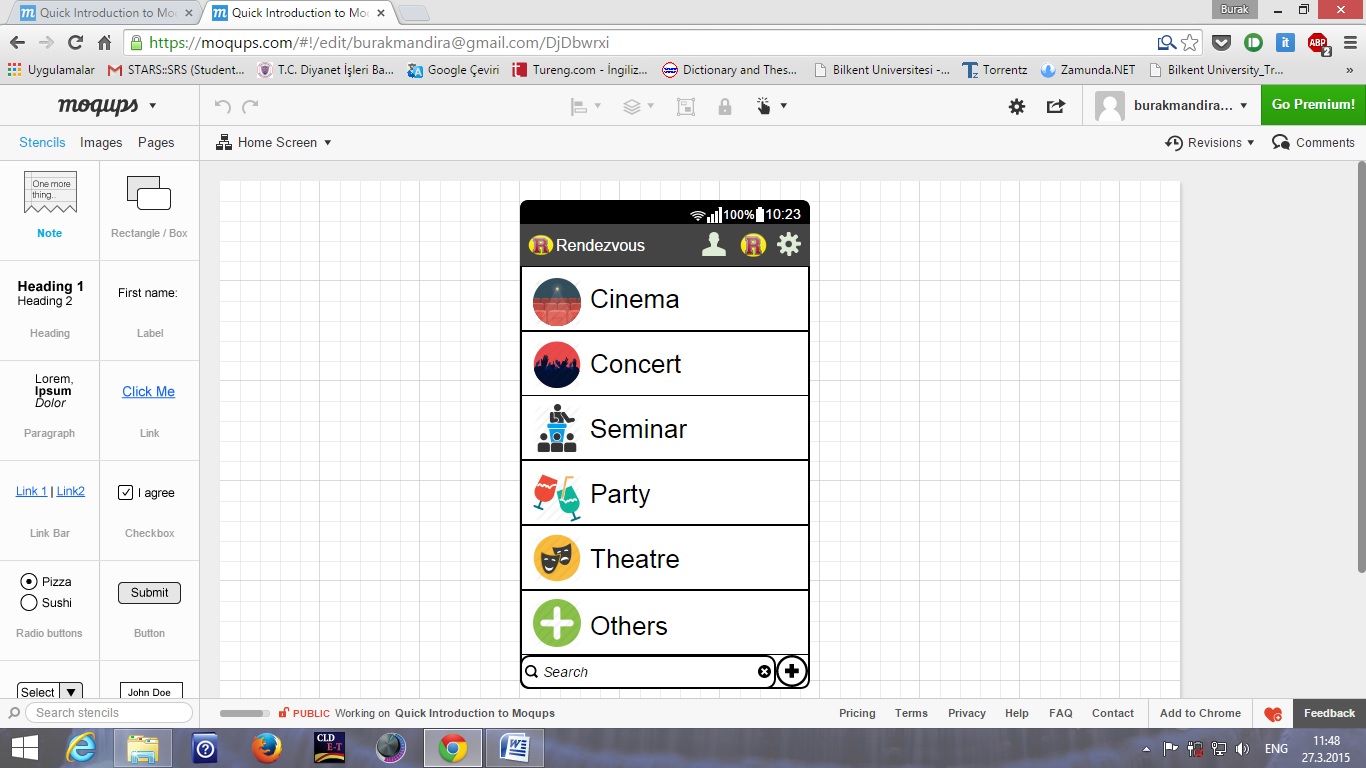 Quick Introduction to Mo
Quick Introduction to Mo
Burak
https://moqups.com/#!/edit/burakmandira@gmail.com/DjDbwrxi
ABP
2
Uygulamalar
STARS::SRS (Student...
T.C. Diyanet İşleri Ba...
Google Çeviri
Tureng.com - İngiliz...
Dictionary and Thes...
Bilkent Universitesi -...
Torrentz
Zamunda.NET
Bilkent University_Tr...
»
moqups
burakmandira...
Go Premium!
Stencils Images Pages
Home Screen
Revisions
Comments
One more
thing..
Note
Rectangle / Box
Heading 1
Heading 2
Heading
First name:
Label
Lorem,
Ipsum
Dolor
Paragraph
Click Me
Link
Link 1 | Link2
Link Bar
I agree
Checkbox
Pizza
Sushi
Radio buttons
Submit
Button
Select
John Doe
Search stencils
100% 10:23
R Rendezvous R
Cinema
Concert
Seminar
Party
Theatre
Others
Search
PUBLIC Working on Quick Introduction to Moqups
Pricing Terms Privacy Help FAQ Contact Add to Chrome Feedback
CLD
E-T
ENG
11:48
27.3.2015